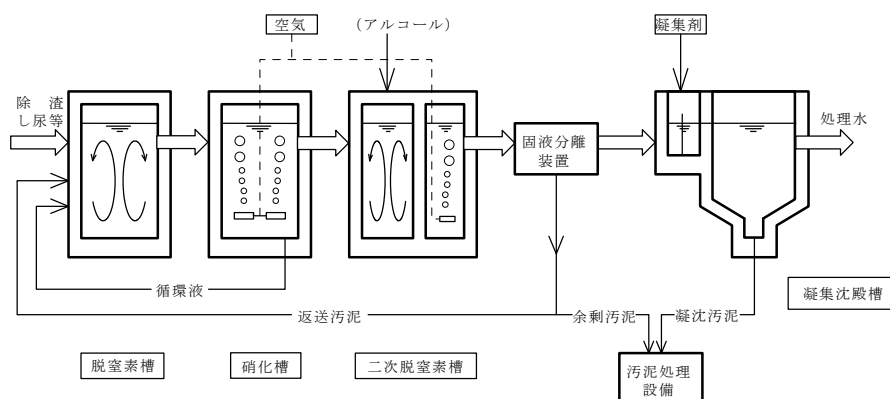 空気
（アルコール）
凝集剤
除渣
し尿等
固液分離
装置
処理水
循環液
返送汚泥
余剰汚泥
凝沈汚泥
凝集沈殿槽
脱窒素槽
硝化槽
二次脱窒素槽
汚泥処理
設備